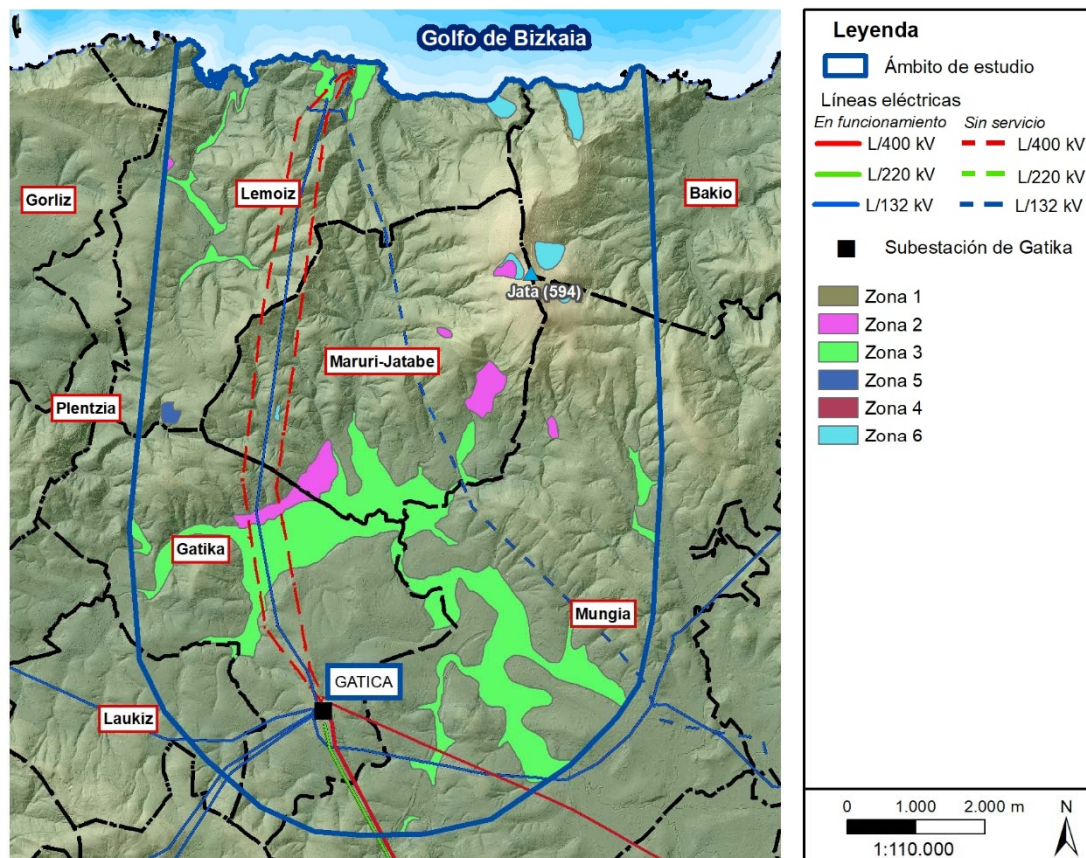 Golfo de Bizkaia
Gorliz
Lemoiz
Bakio
Jata (594)
Maruri-Jatabe
Plentzia
Gatika
Mungia
GATICA
Laukiz
Leyenda
Ámbito de estudio
Líneas eléctricas
En funcionamiento Sin servicio
L/400 kV L/400 kV
L/220 kV L/220 kV
L/132 kV L/132 kV
Subestación de Gatika
Zona 1
Zona 2
Zona 3
Zona 5
Zona 4
Zona 6
0 1.000 2.000 m
N
1:110.000